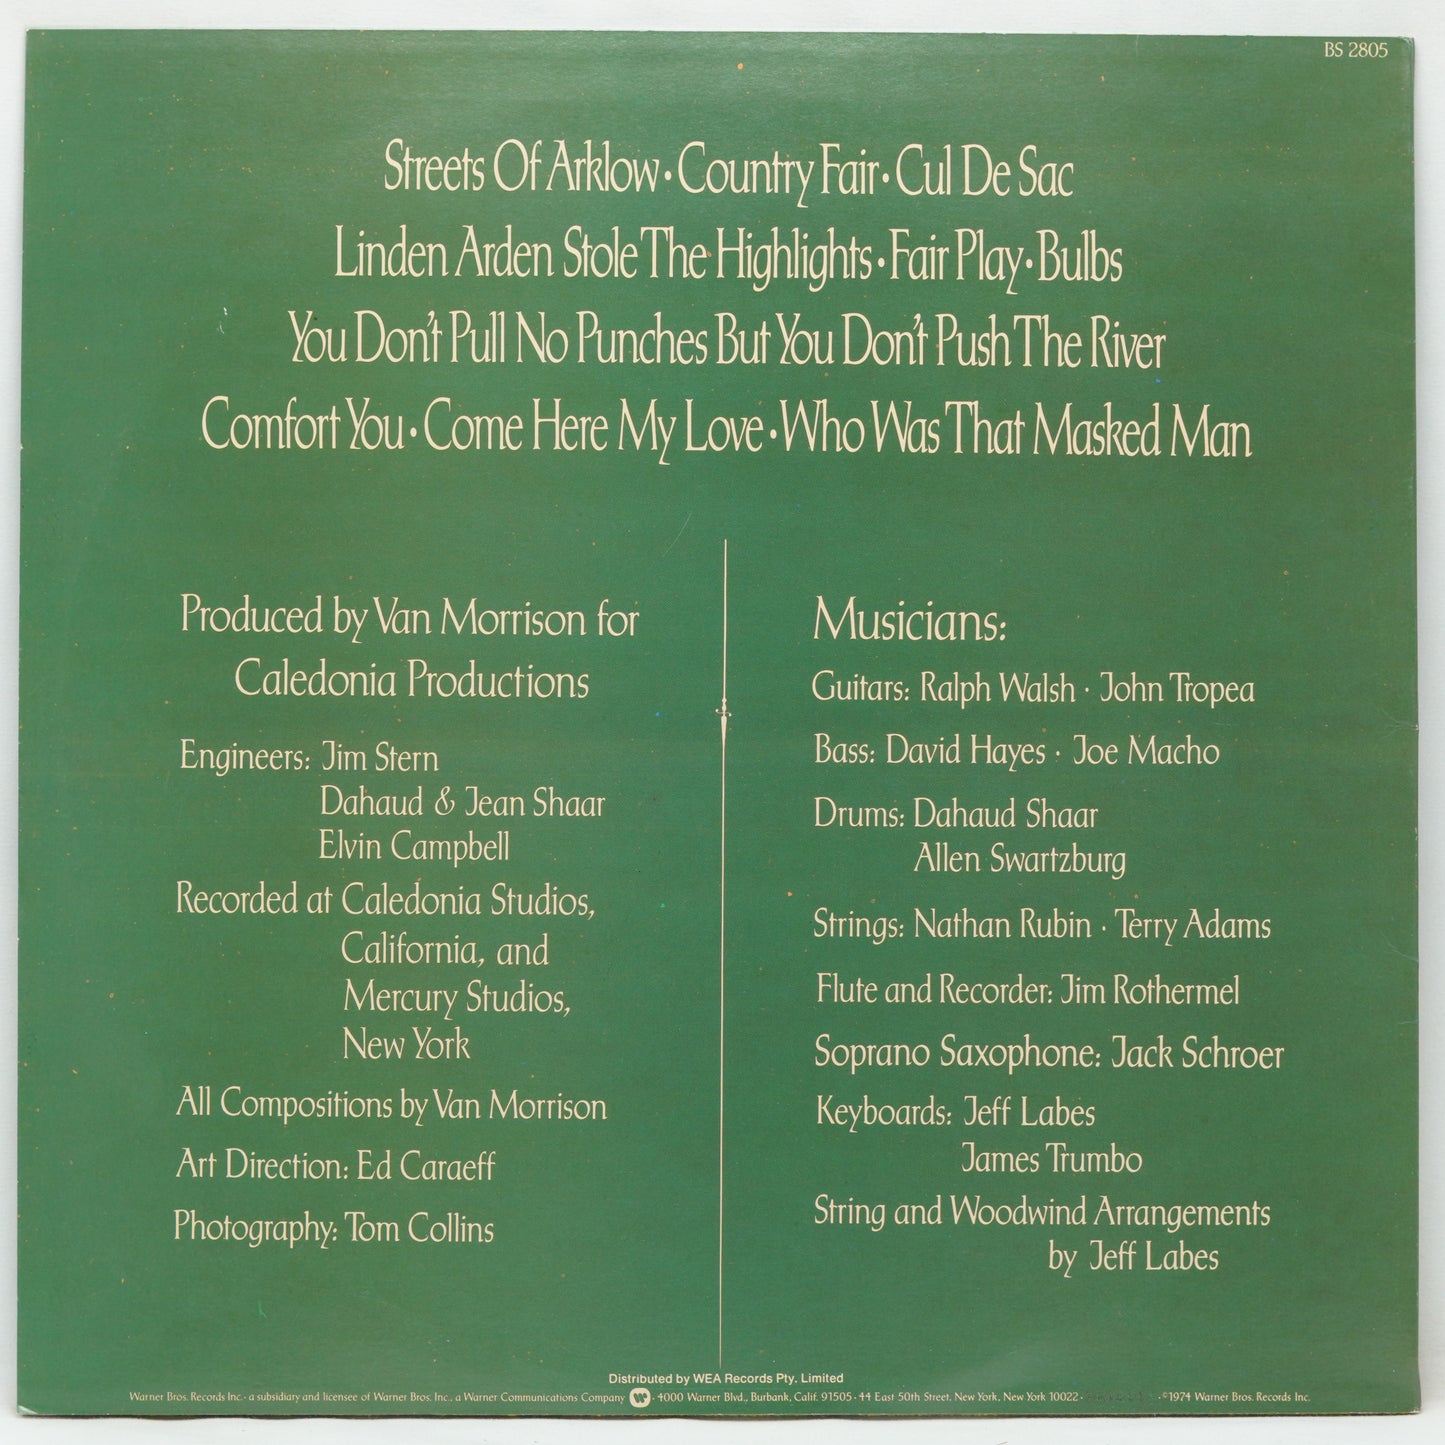 BS 2805
Streets Of Arklow · Country Fair · Cul De Sac
Linden Arden Stole The Highlights · Fair Play · Bulbs
You Don't Pull No Punches But You Don't Push The River
Comfort You · Come Here My Love · Who Was That Masked Man
Produced by Van Morrison for
Caledonia Productions
Engineers: Jim Stern
Dahaud & Jean Shaar
Elvin Campbell
Recorded at Caledonia Studios,
California, and
Mercury Studios,
New York
All Compositions by Van Morrison
Art Direction: Ed Caraeff
Photography: Tom Collins
Musicians:
Guitars: Ralph Walsh · John Tropea
Bass: David Hayes · Joe Macho
Drums: Dahaud Shaar
Allen Swartzburg
Strings: Nathan Rubin · Terry Adams
Flute and Recorder: Jim Rothermel
Soprano Saxophone: Jack Schroer
Keyboards: Jeff Labes
James Trumbo
String and Woodwind Arrangements
by Jeff Labes
Distributed by WEA Records Pty. Limited
Warner Bros. Records Inc. · a subsidiary and licensee of Warner Bros. Inc., a Warner Communications Company · 4000 Warner Blvd., Burbank, Calif. 91505 · 44 East 50th Street, New York, New York 10022 · ©1974 Warner Bros. Records Inc.